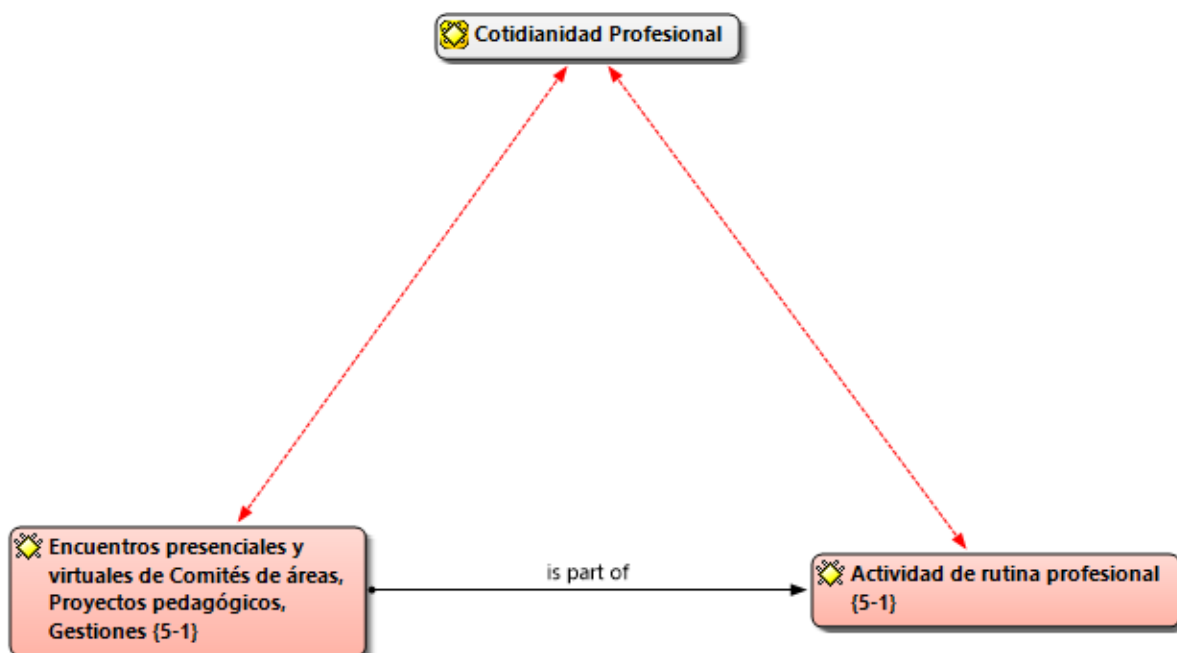 Cotidianidad Profesional
Encuentros presenciales y
virtuales de Comités de áreas,
Proyectos pedagógicos,
Gestiones {5-1}
is part of
Actividad de rutina profesional
{5-1}